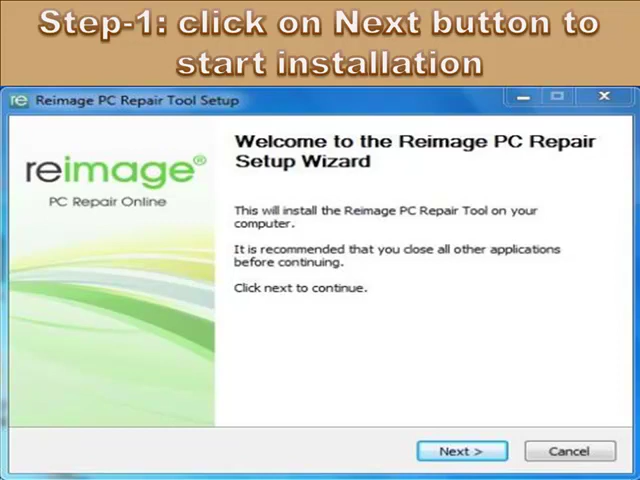 Step-1: click on Next button to
start installation
re Reimage PC Repair Tool Setup
reimage®
PC Repair Online
Welcome to the Reimage PC Repair
Setup Wizard
This will install the Reimage PC Repair Tool on your
computer.
It is recommended that you close all other applications
before continuing.
Click next to continue.
Next > Cancel